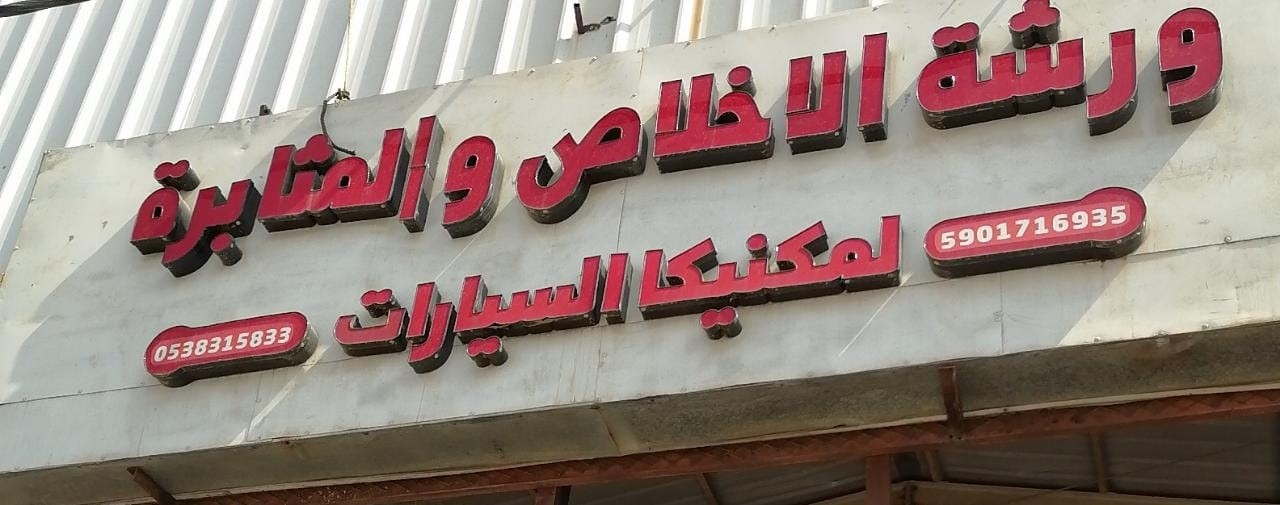 ورشة الاخلاص والمثابرة
لمكنيكا السيارات
5901716935
0538315833